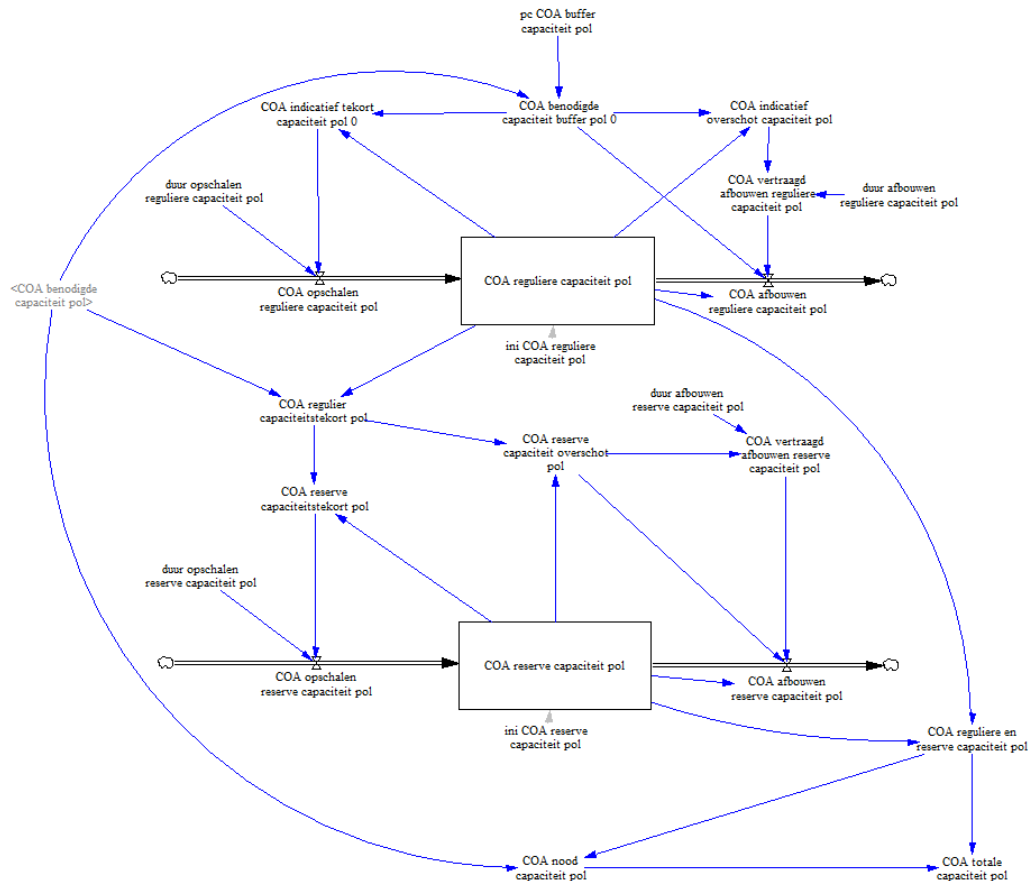 pc COA buffer
capaciteit pol
COA indicatief tekort
capaciteit pol 0
COA benodigde
capaciteit buffer pol 0
COA indicatief
overschot capaciteit pol
duur opschalen
reguliere capaciteit pol
COA vertraagd
afbouwen reguliere
capaciteit pol
duur afbouwen
reguliere capaciteit pol
<COA benodigde
capaciteit pol>
COA opschalen
reguliere capaciteit pol
COA reguliere capaciteit pol
COA afbouwen
reguliere capaciteit pol
ini COA reguliere
capaciteit pol
COA regulier
capaciteitstekort pol
duur afbouwen
reserve capaciteit pol
COA reserve
capaciteit overschot
pol
COA vertraagd
afbouwen reserve
capaciteit pol
COA reserve
capaciteitstekort pol
duur opschalen
reserve capaciteit pol
COA opschalen
reserve capaciteit pol
COA reserve capaciteit pol
COA afbouwen
reserve capaciteit pol
ini COA reserve
capaciteit pol
COA reguliere en
reserve capaciteit pol
COA nood
capaciteit pol
COA totale
capaciteit pol